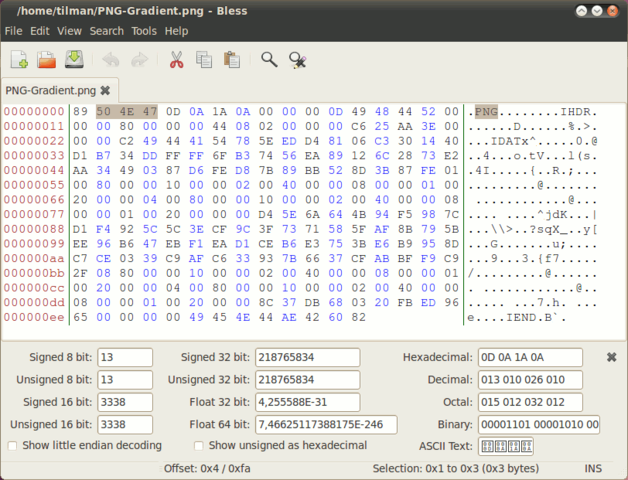 /home/tilman/PNG-Gradient.png - Bless
File Edit View Search Tools Help
PNG-Gradient.png
00000000 89 50 4E 47 0D 0A 1A 0A 00 00 00 0D 49 48 44 52 00 .PNG........IHDR.
00000011 00 00 80 00 00 00 44 08 02 00 00 00 C6 25 AA 3E 00 ......D......%.>.
00000022 00 00 C2 49 44 41 54 78 5E ED D4 81 06 C3 30 14 40 ...IDATx^.....0.@
00000033 D1 B7 34 DD FF FF 6F B3 74 56 EA 89 12 6C 28 73 E2 ..4...o.tV...l(s.
00000044 AA 34 49 03 87 D6 FE D8 7B 89 BB 52 8D 3B 87 FE 01 .4I.....{..R.;...
00000055 00 80 00 00 10 00 00 02 00 40 00 00 08 00 00 01 00 .........@.......
00000066 20 00 00 04 00 80 00 00 10 00 00 02 00 40 00 00 08  ............@...
00000077 00 00 01 00 20 00 00 00 D4 5E 6A 64 4B 94 F5 98 7C .... ....^jdK...|
00000088 D1 F4 92 5C 5C 3E CF 9C 3F 73 71 58 5F AF 8B 79 5B ...\\>..?sqX_..y[
00000099 EE 96 B6 47 EB F1 EA D1 CE B6 E3 75 3B E6 B9 95 8D ...G.......u;....
000000aa C7 CE 03 39 C9 AF C6 33 93 7B 66 37 CF AB BF F9 C9 ...9...3.{f7.....
000000bb 2F 08 80 00 00 10 00 00 02 00 40 00 00 08 00 00 01 /.........@......
000000cc 00 20 00 00 04 00 80 00 00 10 00 00 02 00 40 00 00 . ............@..
000000dd 08 00 00 01 00 20 00 00 8C 37 DB 68 03 20 FB ED 96 ..... ...7.h. ...
000000ee 65 00 00 00 00 49 45 4E 44 AE 42 60 82 e....IEND.B`.
Signed 8 bit: 13 Signed 32 bit: 218765834 Hexadecimal: 0D 0A 1A 0A
Unsigned 8 bit: 13 Unsigned 32 bit: 218765834 Decimal: 013 010 026 010
Signed 16 bit: 3338 Float 32 bit: 4,255588E-31 Octal: 015 012 032 012
Unsigned 16 bit: 3338 Float 64 bit: 7,46625117388175E-246 Binary: 00001101 00001010 00
Show little endian decoding Show unsigned as hexadecimal ASCII Text:
Offset: 0x4 / 0xfa Selection: 0x1 to 0x3 (0x3 bytes) INS